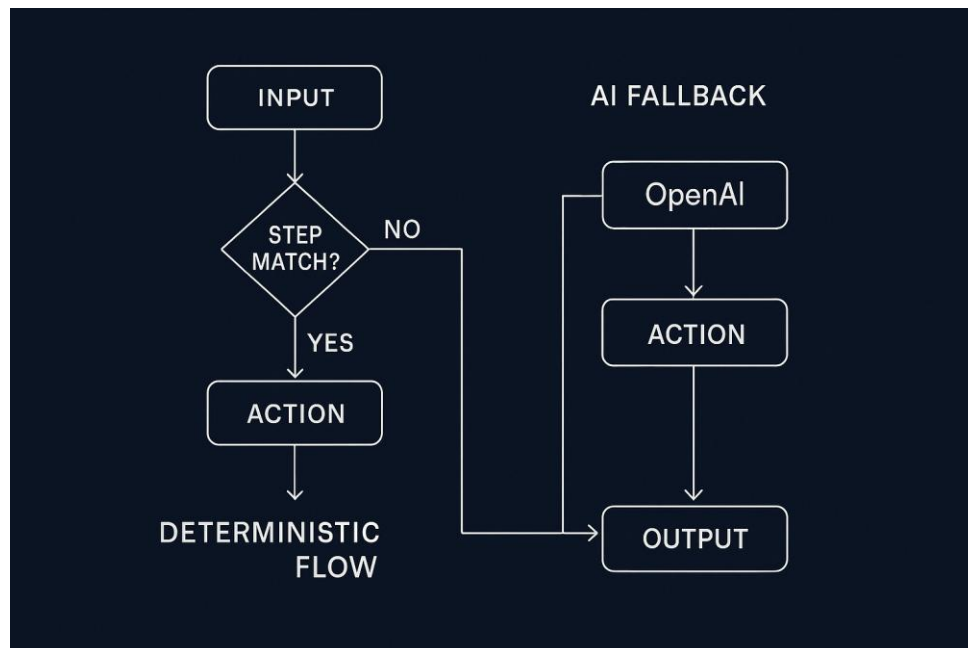 INPUT
STEP
MATCH?
NO
YES
ACTION
DETERMINISTIC
FLOW
AI FALLBACK
OpenAI
ACTION
OUTPUT